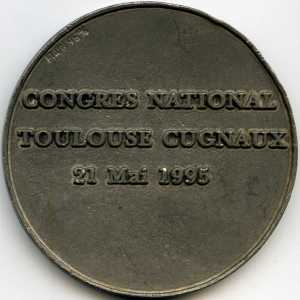 CONGRES NATIONAL
TOULOUSE CUGNAUX
21 Mai 1995